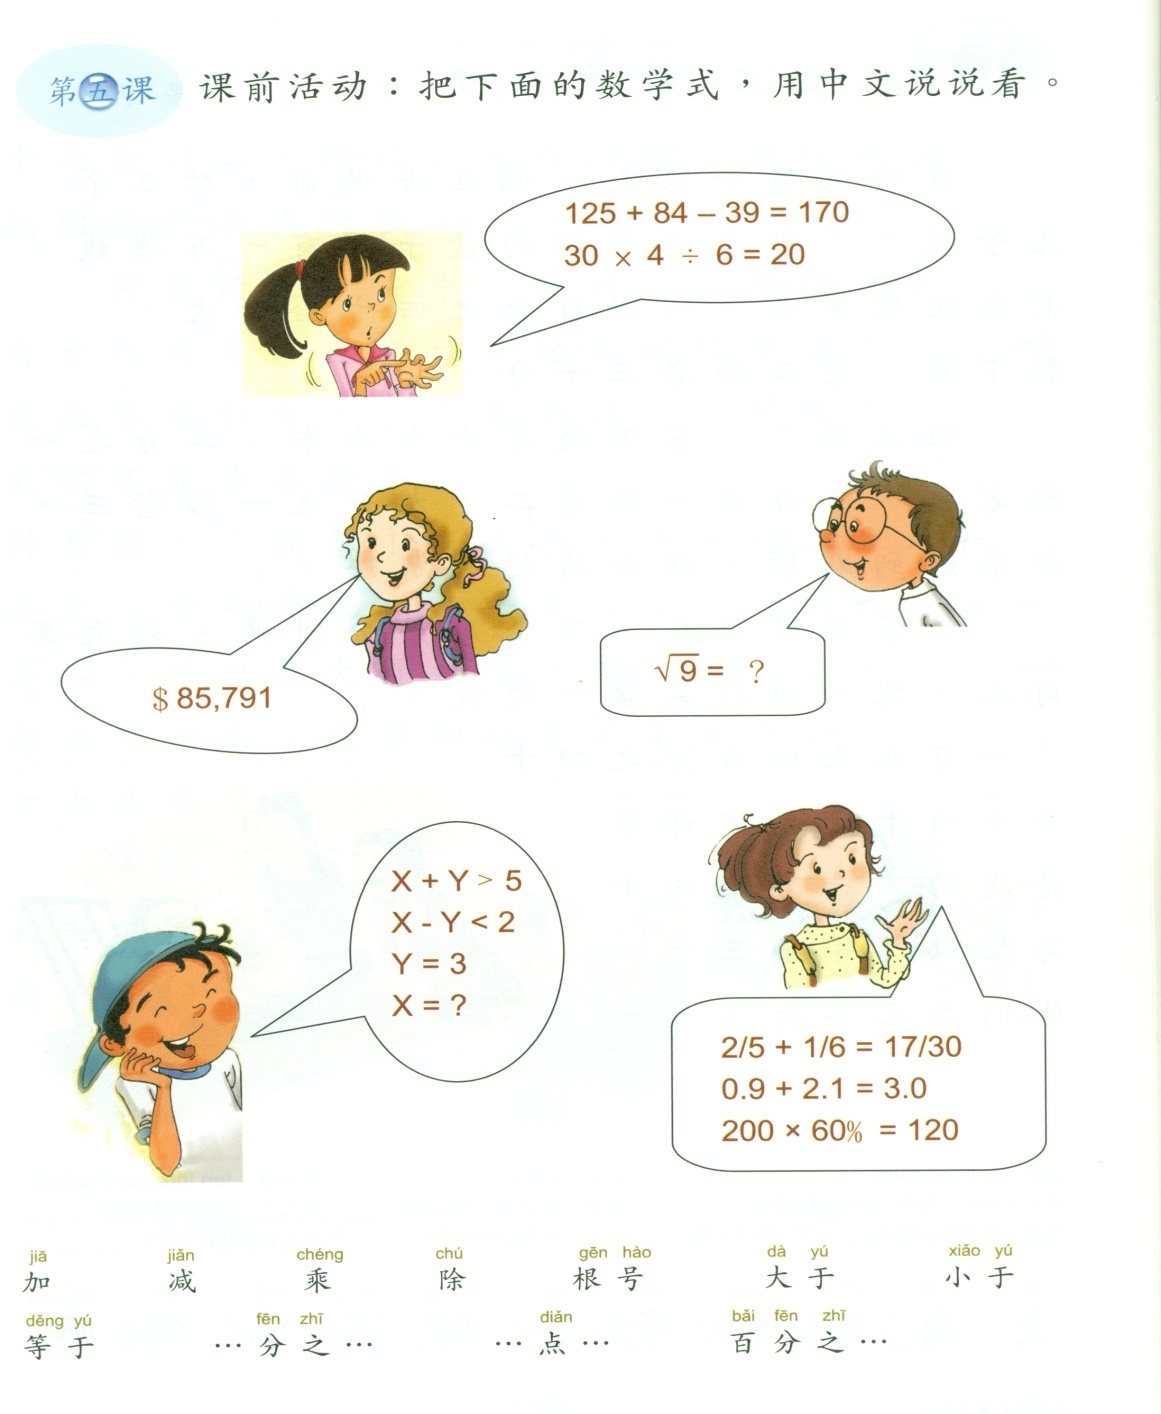 第五课 课前活动：把下面的数学式，用中文说说看。
125 + 84 – 39 = 170
30 × 4 ÷ 6 = 20
$ 85,791
√9 = ?
X + Y > 5
X - Y < 2
Y = 3
X = ?
2/5 + 1/6 = 17/30
0.9 + 2.1 = 3.0
200 × 60% = 120
jiā jiǎn chéng chú gēn hào dà yú xiǎo yú
加 减 乘 除 根号 大于 小于
děng yú fēn zhī diǎn bǎi fēn zhī
等于 …分之… …点… 百分之…